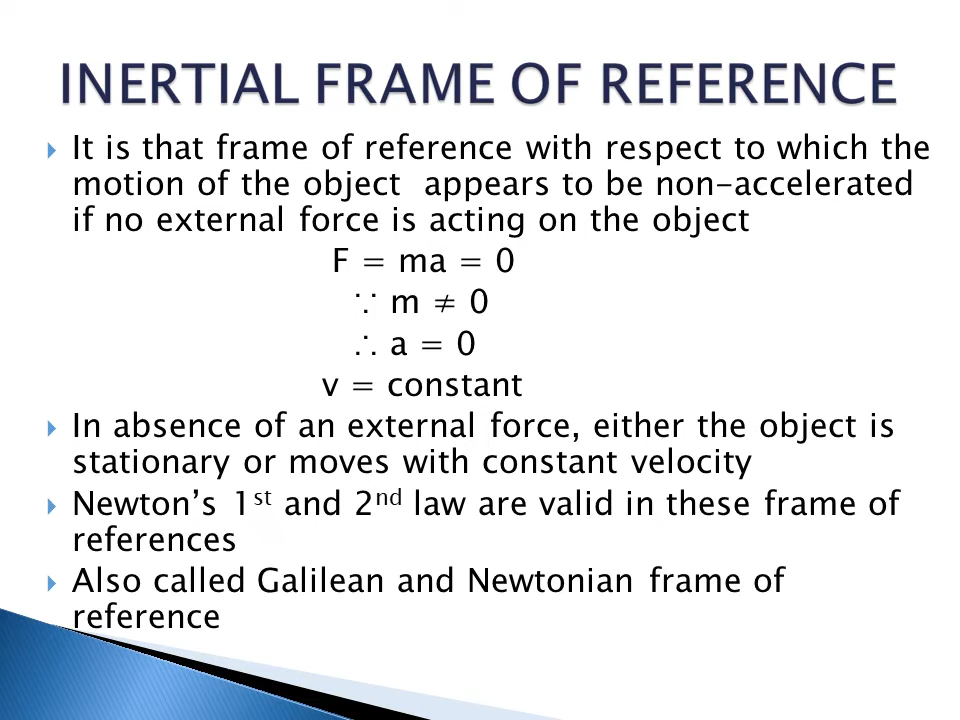 INERTIAL FRAME OF REFERENCE
It is that frame of reference with respect to which the
motion of the object appears to be non-accelerated
if no external force is acting on the object
F = ma = 0
∵ m ≠ 0
∴ a = 0
v = constant
In absence of an external force, either the object is
stationary or moves with constant velocity
Newton’s 1st and 2nd law are valid in these frame of
references
Also called Galilean and Newtonian frame of
reference